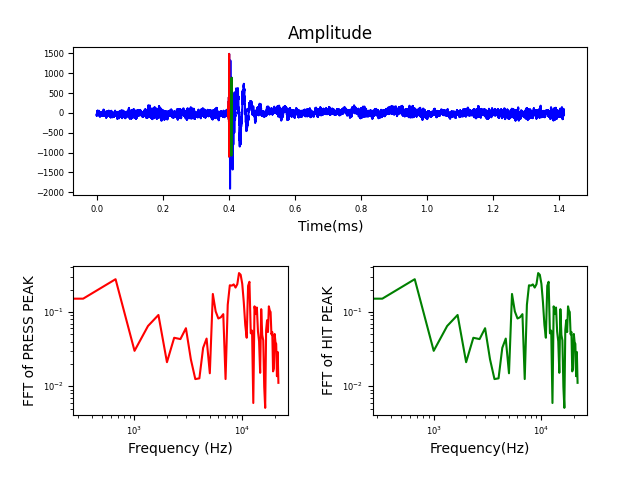 Amplitude
1500
1000
500
0
−500
−1000
−1500
−2000
0.0 0.2 0.4 0.6 0.8 1.0 1.2 1.4
Time(ms)
FFT of PRESS PEAK
10⁻¹
10⁻²
10³ 10⁴
Frequency (Hz)
FFT of HIT PEAK
10⁻¹
10⁻²
10³ 10⁴
Frequency(Hz)